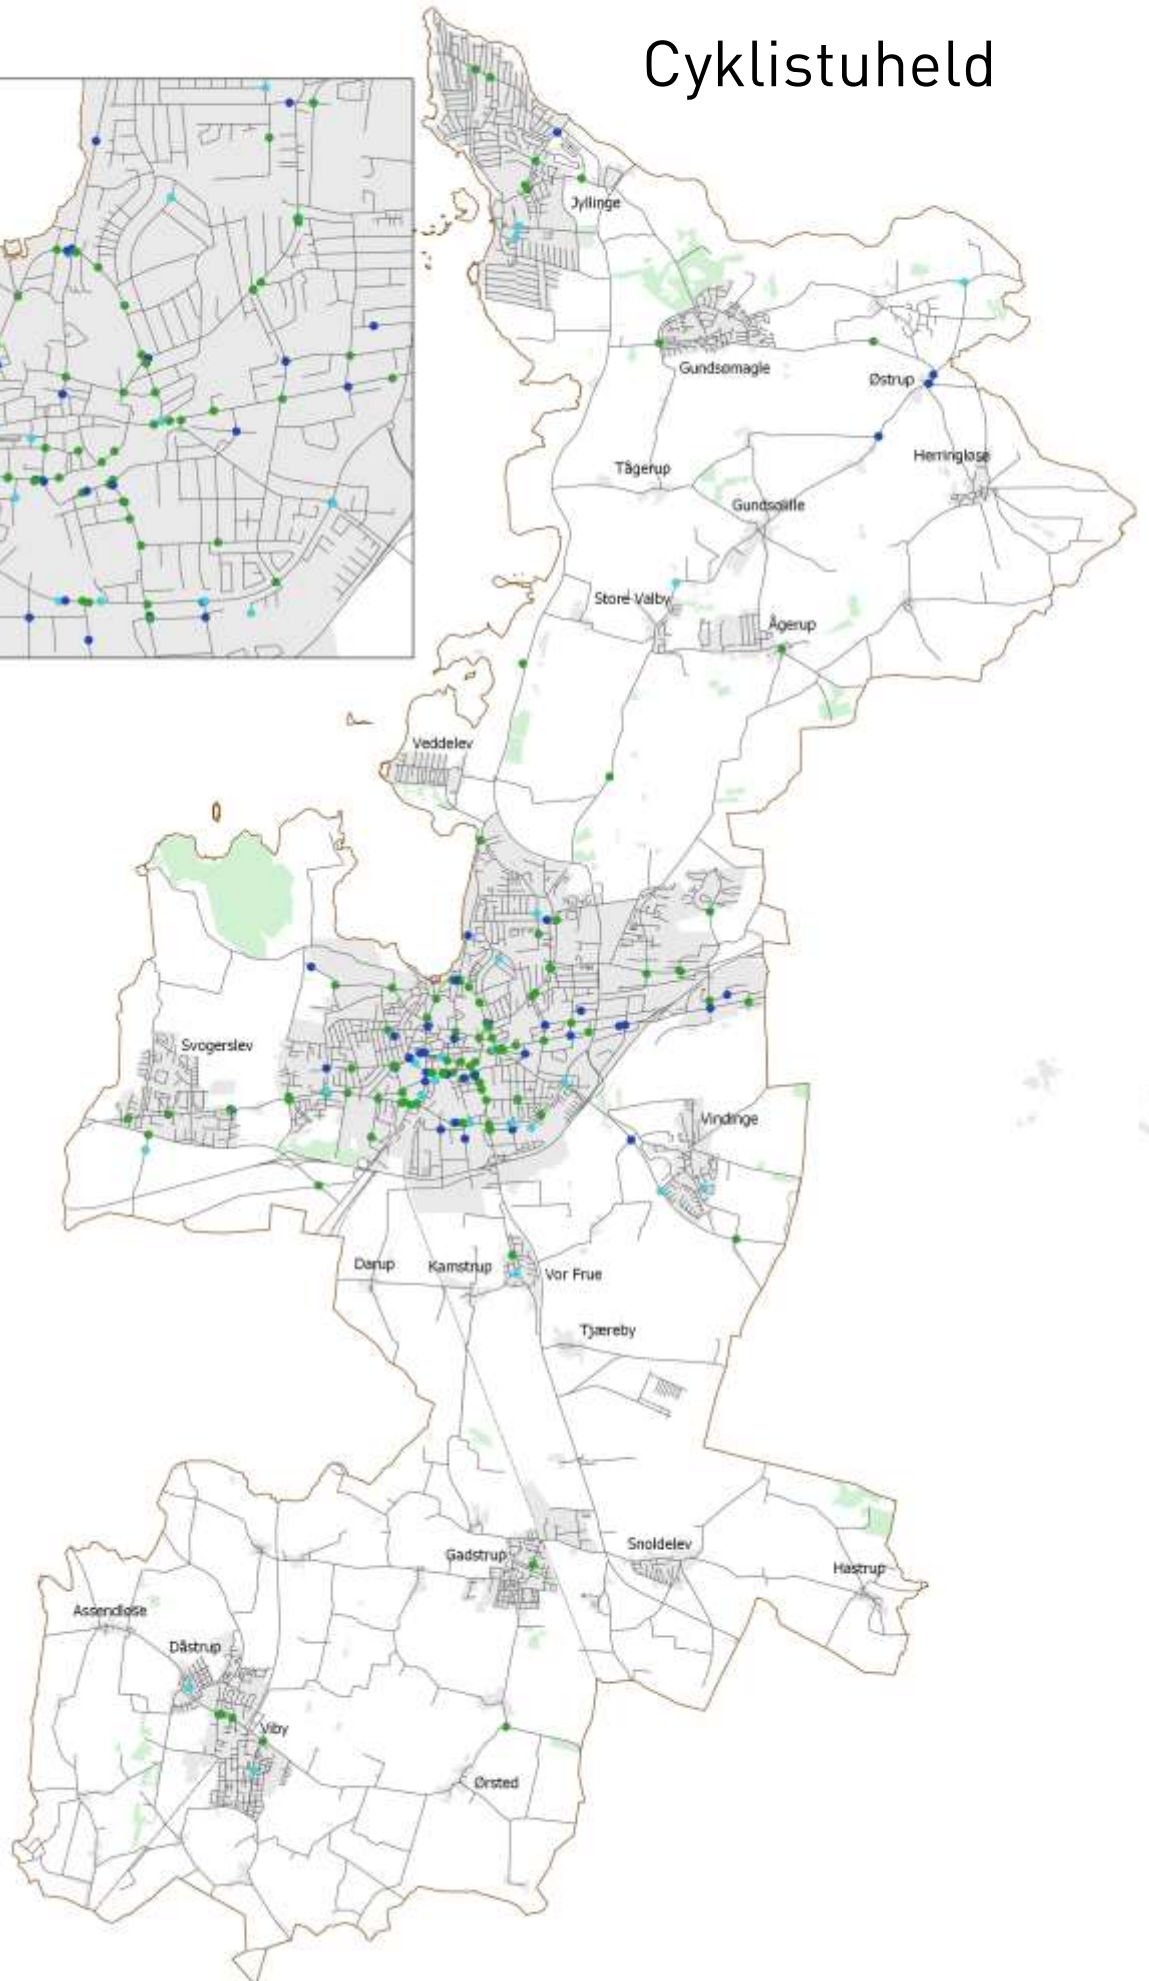 Cyklistuheld
Jyllinge
Gundsømagle
Østrup
Herringløse
Tågerup
Gundsølille
Store Valby
Ågerup
Veddelev
Svogerslev
Vindinge
Darup
Kamstrup
Vor Frue
Tjæreby
Gadstrup
Snoldelev
Hastrup
Assendløse
Dåstrup
Viby
Ørsted